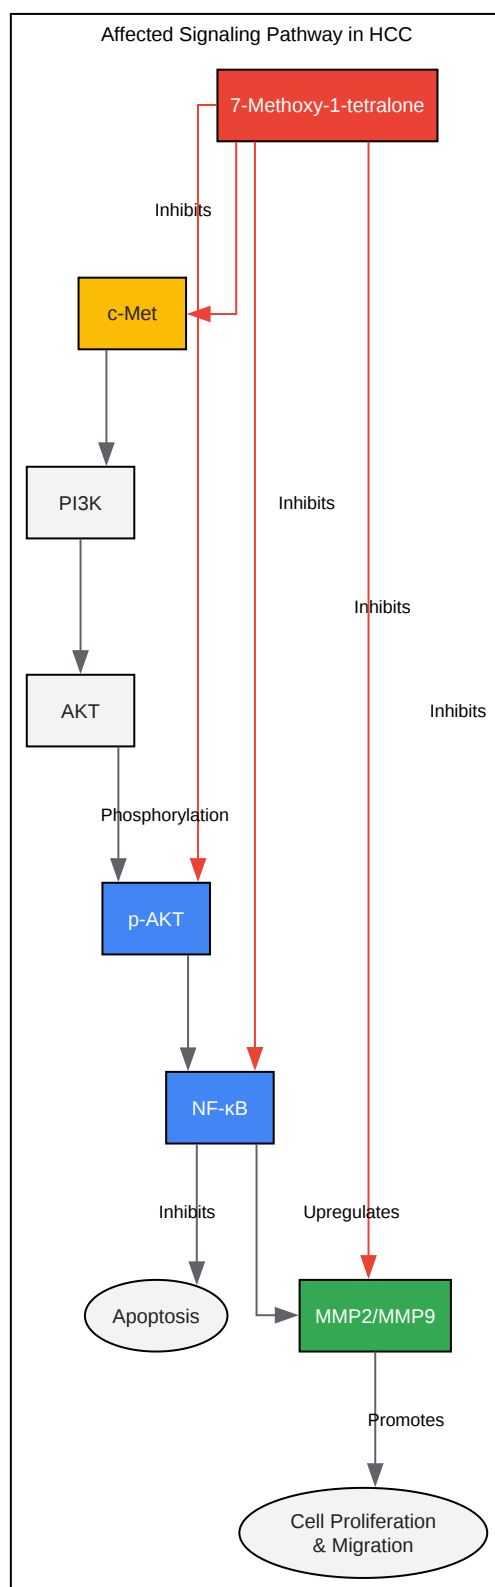 Affected Signaling Pathway in HCC
7-Methoxy-1-tetralone
Inhibits
c-Met
PI3K
Inhibits
Inhibits
AKT
Inhibits
Phosphorylation
p-AKT
NF-κB
Inhibits
Upregulates
Apoptosis
MMP2/MMP9
Promotes
Cell Proliferation
& Migration